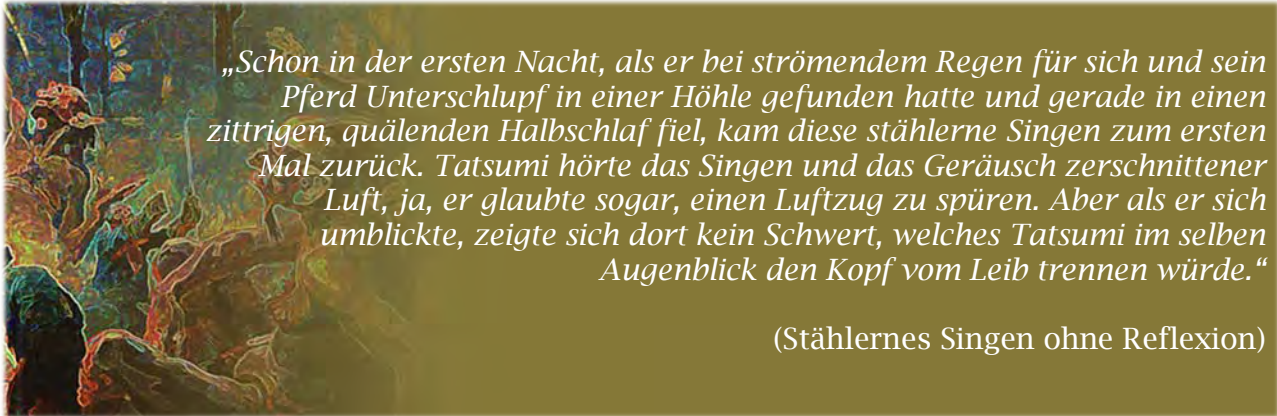 „Schon in der ersten Nacht, als er bei strömendem Regen für sich und sein
Pferd Unterschlupf in einer Höhle gefunden hatte und gerade in einen
zittrigen, quälenden Halbschlaf fiel, kam diese stählerne Singen zum ersten
Mal zurück. Tatsumi hörte das Singen und das Geräusch zerschnittener
Luft, ja, er glaubte sogar, einen Luftzug zu spüren. Aber als er sich
umblickte, zeigte sich dort kein Schwert, welches Tatsumi im selben
Augenblick den Kopf vom Leib trennen würde.“
(Stählernes Singen ohne Reflexion)